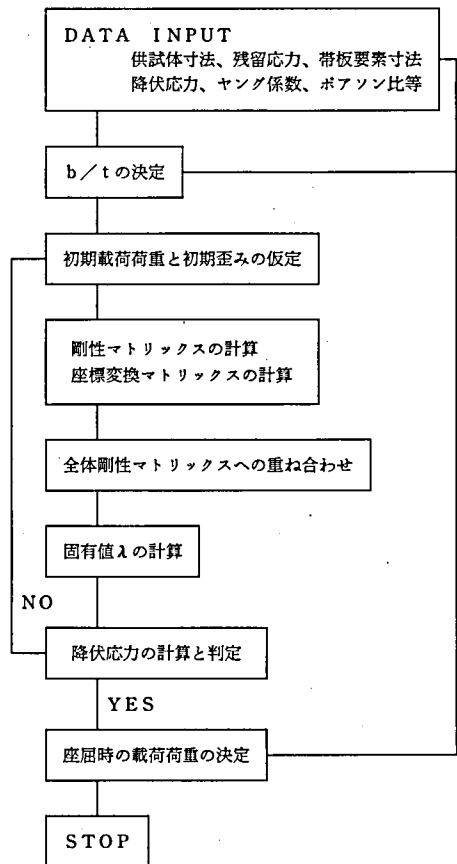 DATA INPUT
供試体寸法、残留応力、帯板要素寸法
降伏応力、ヤング係数、ポアソン比等
b/tの決定
初期載荷荷重と初期歪みの仮定
剛性マトリックスの計算
座標変換マトリックスの計算
全体剛性マトリックスへの重ね合わせ
固有値λの計算
NO
降伏応力の計算と判定
YES
座屈時の載荷荷重の決定
STOP